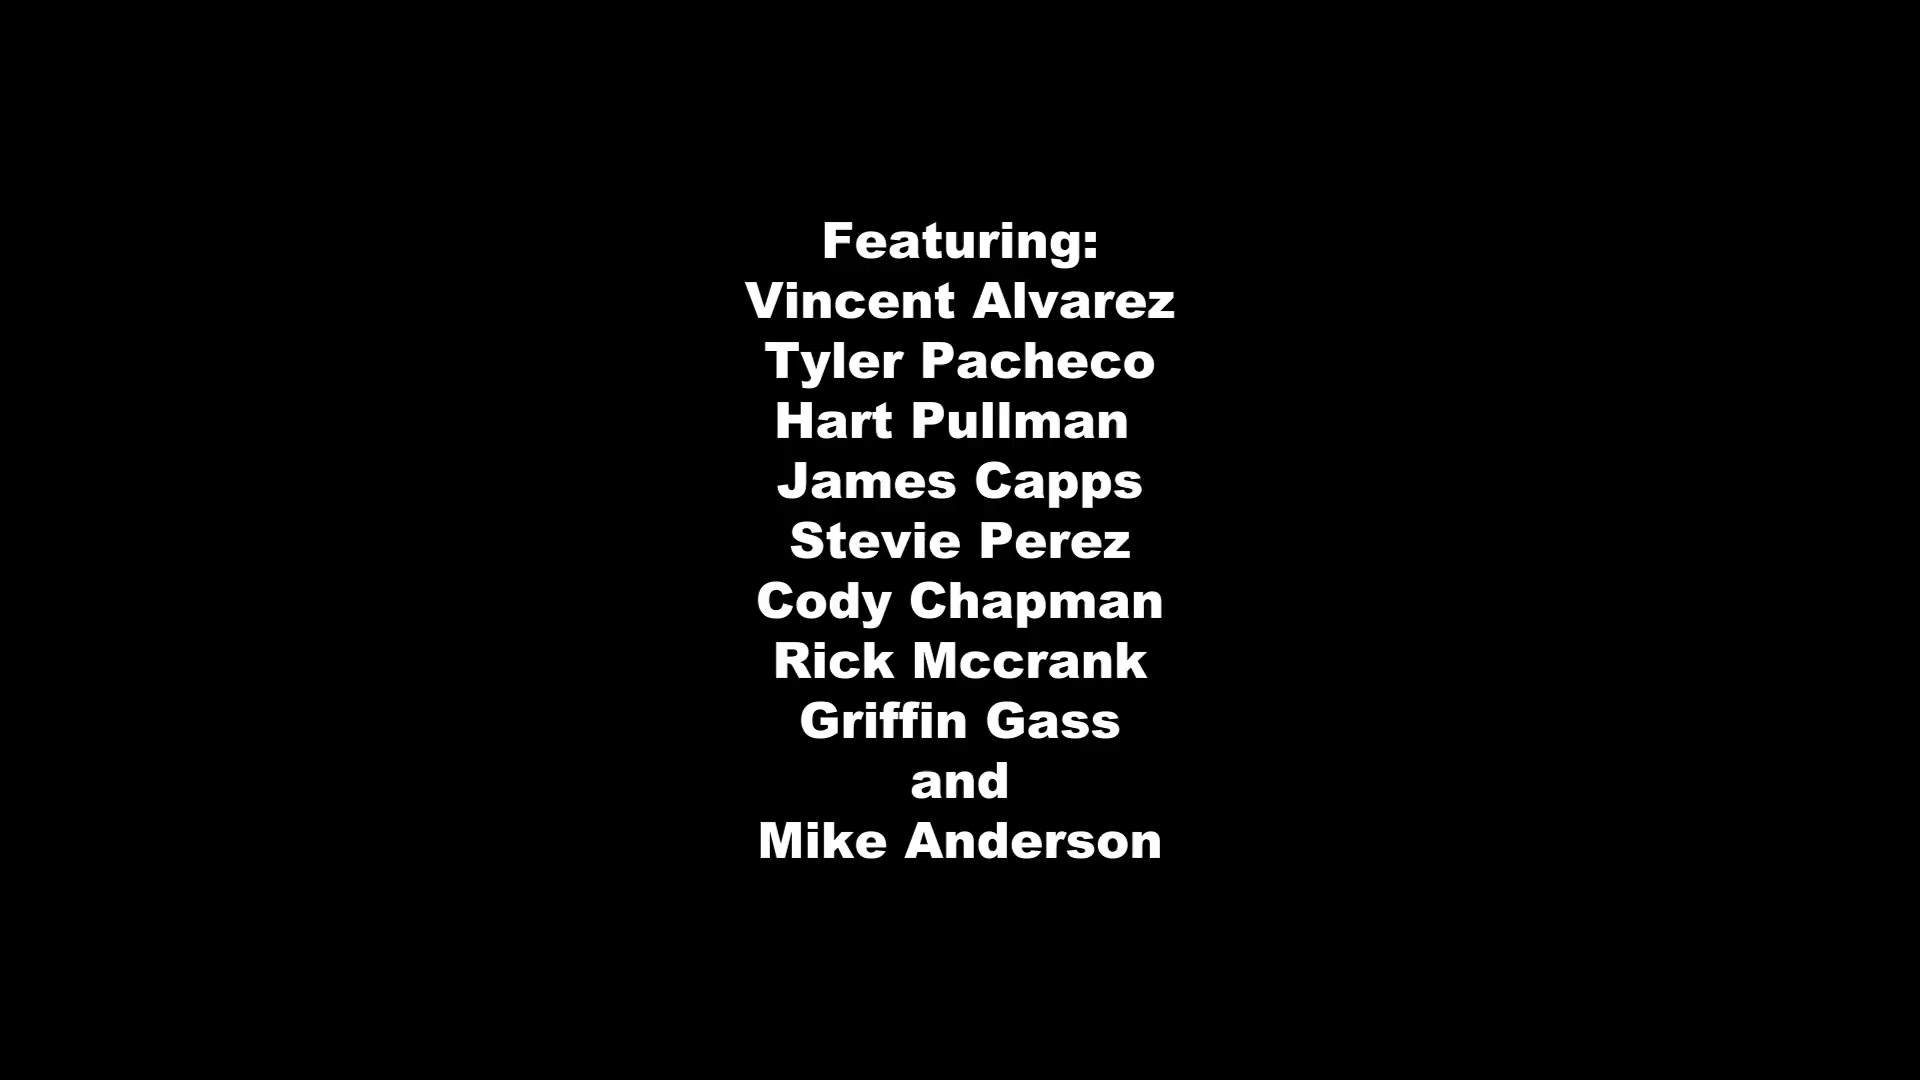 Featuring:
Vincent Alvarez
Tyler Pacheco
Hart Pullman
James Capps
Stevie Perez
Cody Chapman
Rick Mccrank
Griffin Gass
and
Mike Anderson